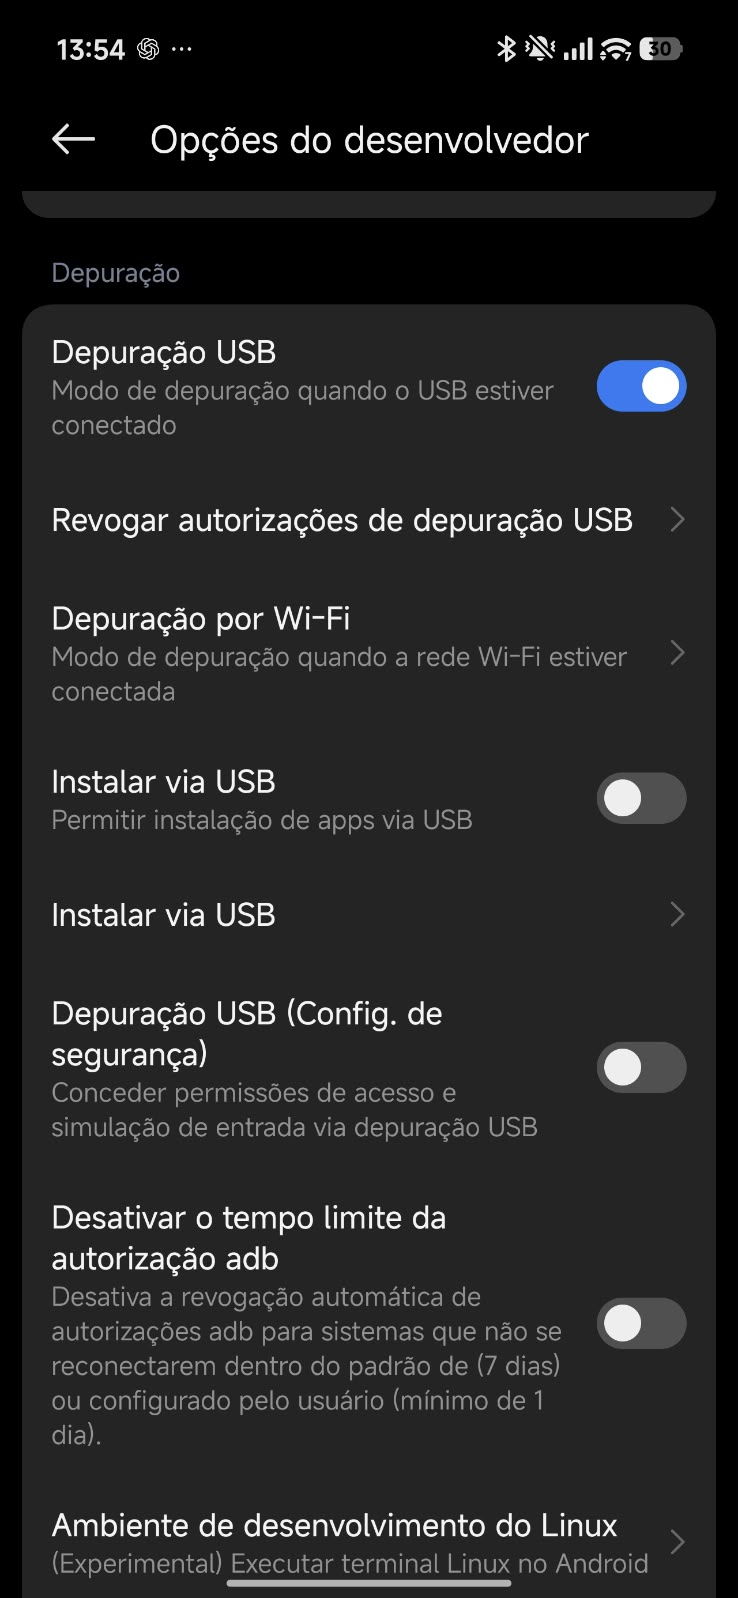 13:54 ...
30
Opções do desenvolvedor
Depuração
Depuração USB
Modo de depuração quando o USB estiver
conectado
Revogar autorizações de depuração USB
Depuração por Wi-Fi
Modo de depuração quando a rede Wi-Fi estiver
conectada
Instalar via USB
Permitir instalação de apps via USB
Instalar via USB
Depuração USB (Config. de
segurança)
Conceder permissões de acesso e
simulação de entrada via depuração USB
Desativar o tempo limite da
autorização adb
Desativa a revogação automática de
autorizações adb para sistemas que não se
reconectarem dentro do padrão de (7 dias)
ou configurado pelo usuário (mínimo de 1
dia).
Ambiente de desenvolvimento do Linux
(Experimental) Executar terminal Linux no Android